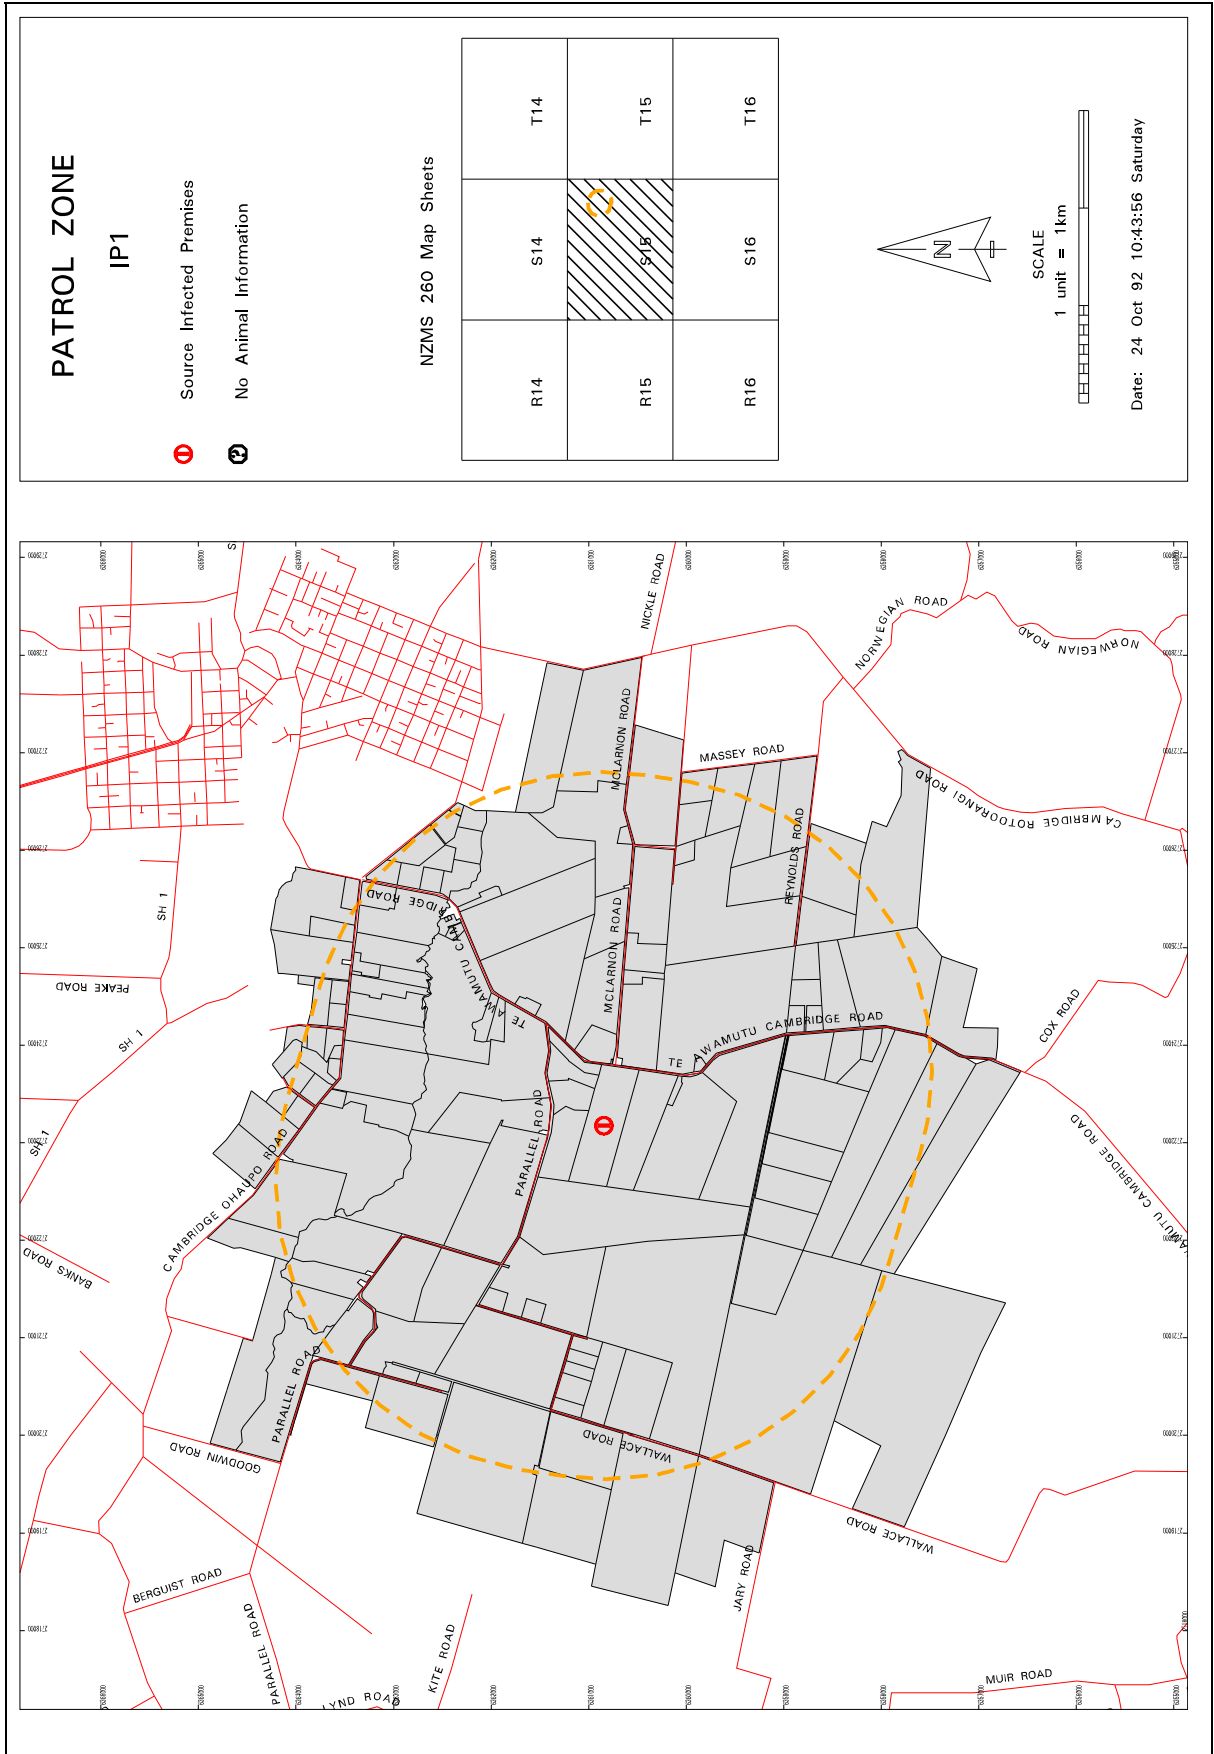 PATROL ZONE
IP1
Source Infected Premises
No Animal Information
NZMS 260 Map Sheets
R14
S14
T14
R15
S15
T15
R16
S16
T16
N
SCALE
1 unit = 1km
Date: 24 Oct 92 10:43:56 Saturday
SH 1
PEAKE ROAD
SH 1
SH 1
BANKS ROAD
CAMBRIDGE OHAUPO ROAD
GOODWIN ROAD
PARALLEL ROAD
BERGUIST ROAD
PARALLEL ROAD
LYND ROAD
KITE ROAD
PARALLEL ROAD
WALLACE ROAD
WALLACE ROAD
JARY ROAD
MUIR ROAD
TE AWAMUTU CAMBRIDGE ROAD
TE AWAMUTU CAMBRIDGE ROAD
AMUTU CAMBRIDGE ROAD
COX ROAD
MCLARNON ROAD
MCLARNON ROAD
NICKLE ROAD
MASSEY ROAD
REYNOLDS ROAD
NORWEGIAN ROAD
NORWEGIAN ROAD
CAMBRIDGE ROTOORANGI ROAD